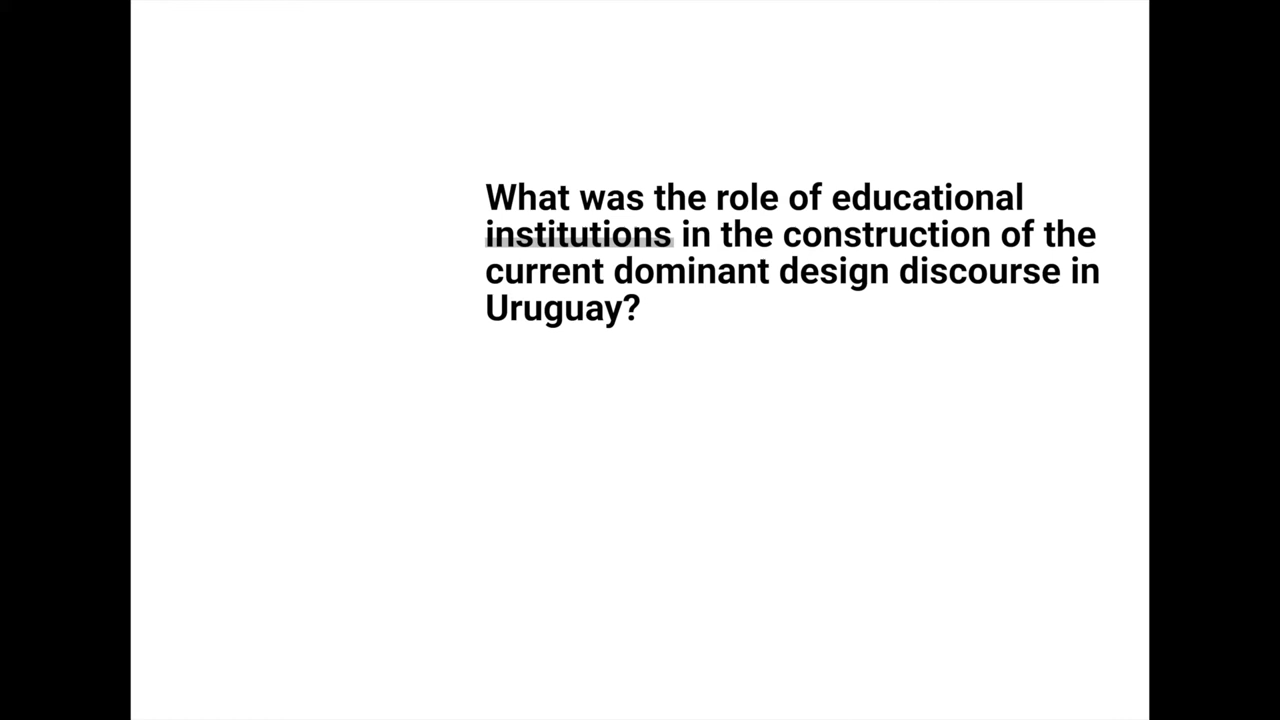 What was the role of educational
institutions in the construction of the
current dominant design discourse in
Uruguay?